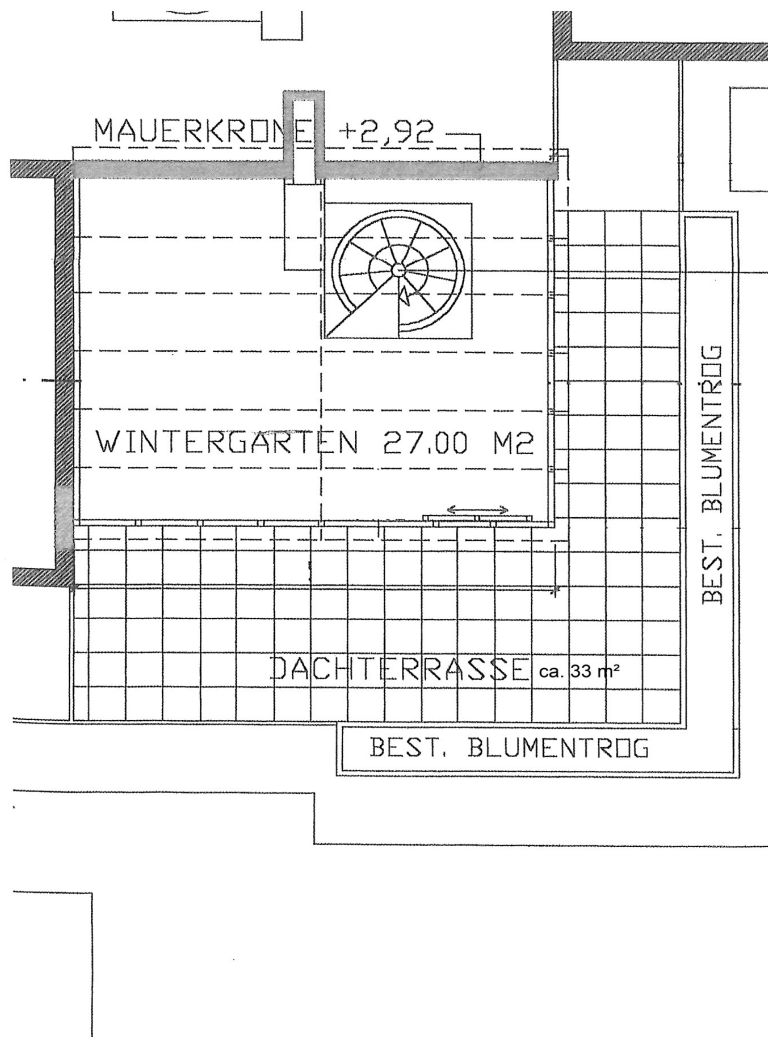 MAUERKRONE +2,92
WINTERGARTEN 27.00 M2
BEST. BLUMENTROG
DACHTERRASSE ca. 33 m²
BEST. BLUMENTROG